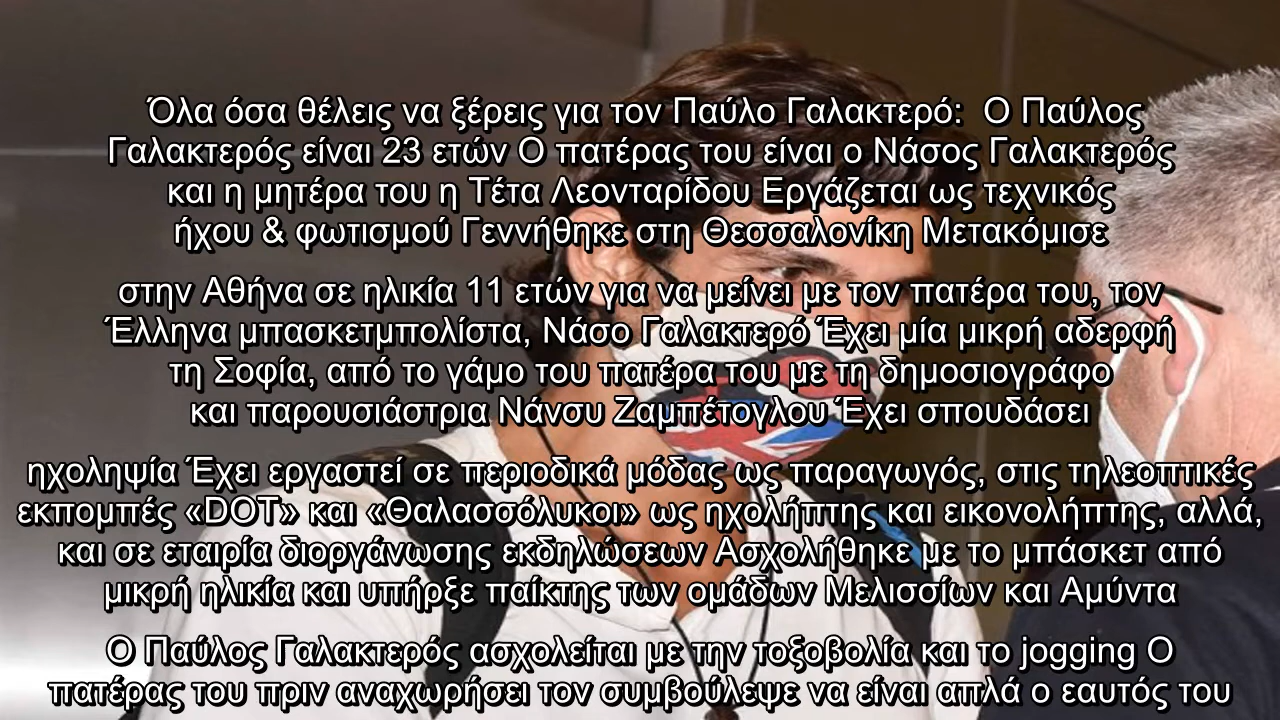 Όλα όσα θέλεις να ξέρεις για τον Παύλο Γαλακτερό:  Ο Παύλος
Γαλακτερός είναι 23 ετών Ο πατέρας του είναι ο Νάσος Γαλακτερός
και η μητέρα του η Τέτα Λεονταρίδου Εργάζεται ως τεχνικός
ήχου & φωτισμού Γεννήθηκε στη Θεσσαλονίκη Μετακόμισε
στην Αθήνα σε ηλικία 11 ετών για να μείνει με τον πατέρα του, τον
Έλληνα μπασκετμπολίστα, Νάσο Γαλακτερό Έχει μία μικρή αδερφή
τη Σοφία, από το γάμο του πατέρα του με τη δημοσιογράφο
και παρουσιάστρια Νάνσυ Ζαμπέτογλου Έχει σπουδάσει
ηχοληψία Έχει εργαστεί σε περιοδικά μόδας ως παραγωγός, στις τηλεοπτικές
εκπομπές «DOT» και «Θαλασσόλυκοι» ως ηχολήπτης και εικονολήπτης, αλλά,
και σε εταιρία διοργάνωσης εκδηλώσεων Ασχολήθηκε με το μπάσκετ από
μικρή ηλικία και υπήρξε παίκτης των ομάδων Μελισσίων και Αμύντα
Ο Παύλος Γαλακτερός ασχολείται με την τοξοβολία και το jogging Ο
πατέρας του πριν αναχωρήσει τον συμβούλεψε να είναι απλά ο εαυτός του